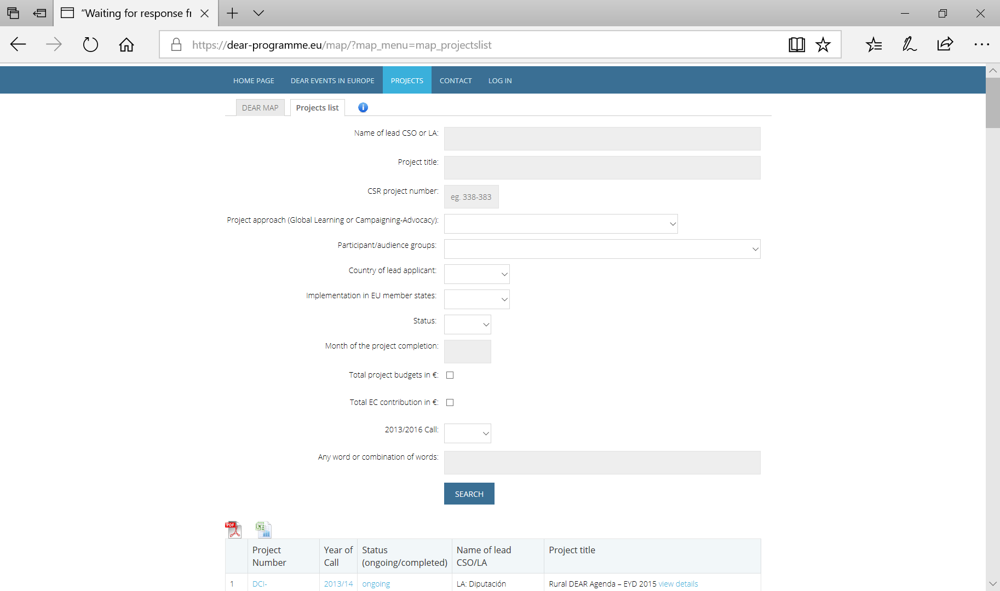 “Waiting for response fr
https://dear-programme.eu/map/?map_menu=map_projectslist
HOME PAGE DEAR EVENTS IN EUROPE PROJECTS CONTACT LOG IN
DEAR MAP Projects list
Name of lead CSO or LA:
Project title:
CSR project number: eg. 338-383
Project approach (Global Learning or Campaigning-Advocacy):
Participant/audience groups:
Country of lead applicant:
Implementation in EU member states:
Status:
Month of the project completion:
Total project budgets in €:
Total EC contribution in €:
2013/2016 Call:
Any word or combination of words:
SEARCH
PDF
Project Number Year of Call Status (ongoing/completed) Name of lead CSO/LA Project title
1 DCI- 2013/14 ongoing LA: Diputación Rural DEAR Agenda – EYD 2015 view details